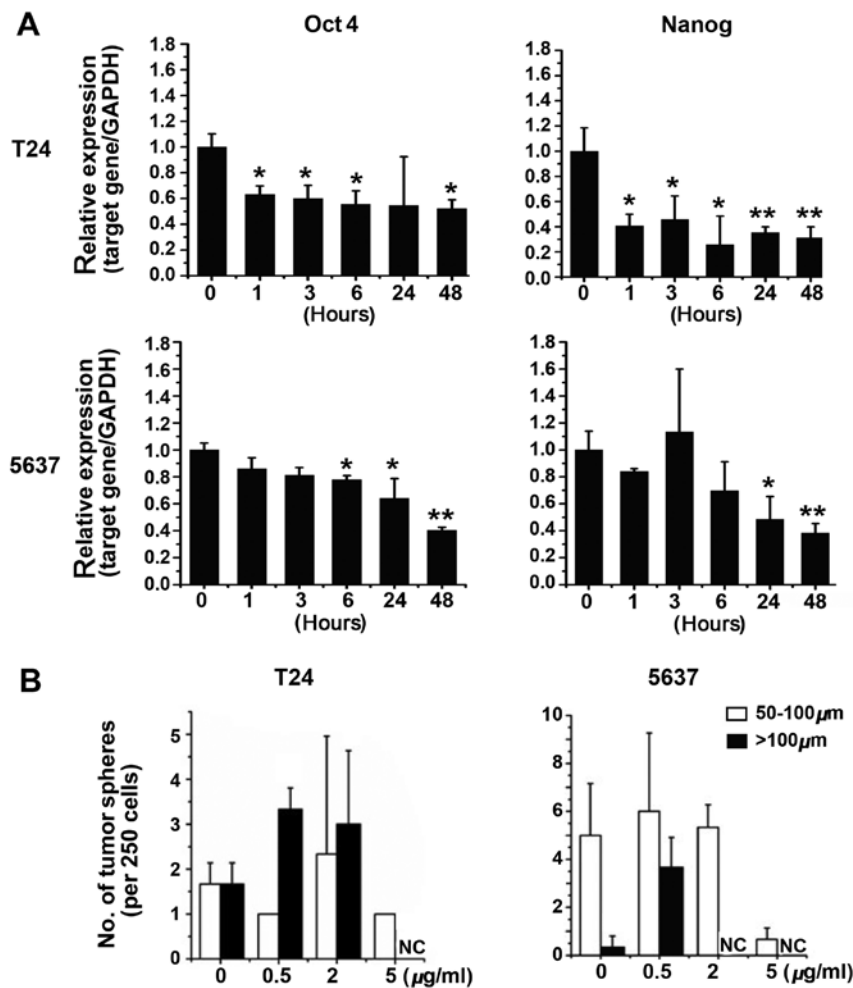 A
Oct 4
Nanog
T24
Relative expression
(target gene/GAPDH)
1.8
1.6
1.4
1.2
1.0
0.8
0.6
0.4
0.2
0.0
* * * *
0 1 3 6 24 48
(Hours)
1.8
1.6
1.4
1.2
1.0
0.8
0.6
0.4
0.2
0.0
* * * ** **
0 1 3 6 24 48
(Hours)
5637
Relative expression
(target gene/GAPDH)
1.8
1.6
1.4
1.2
1.0
0.8
0.6
0.4
0.2
0.0
* * **
0 1 3 6 24 48
(Hours)
1.8
1.6
1.4
1.2
1.0
0.8
0.6
0.4
0.2
0.0
* **
0 1 3 6 24 48
(Hours)
B
T24
5637
No. of tumor spheres
(per 250 cells)
5
4
3
2
1
0
NC
0 0.5 2 5 (µg/ml)
10
8
6
4
2
0
50-100µm
>100µm
NC NC
0 0.5 2 5 (µg/ml)